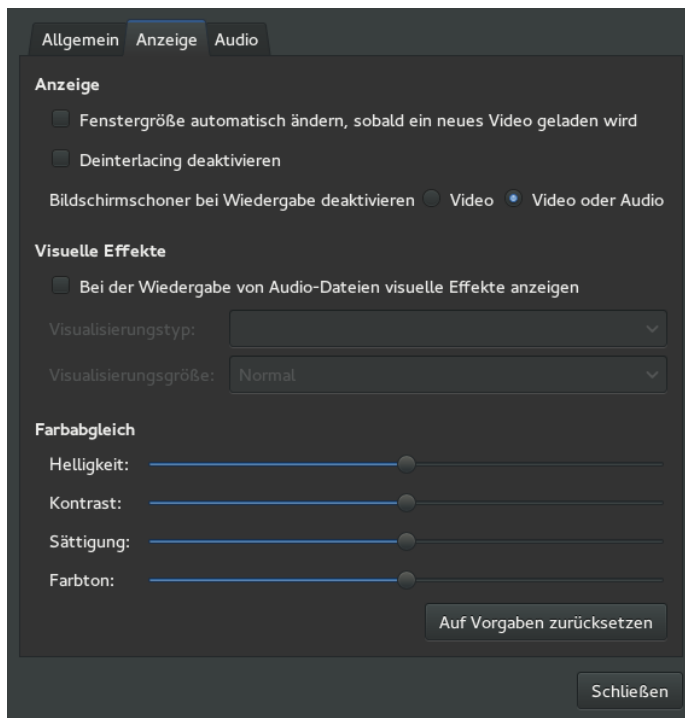 Allgemein Anzeige Audio
Anzeige
Fenstergröße automatisch ändern, sobald ein neues Video geladen wird
Deinterlacing deaktivieren
Bildschirmschoner bei Wiedergabe deaktivieren Video Video oder Audio
Visuelle Effekte
Bei der Wiedergabe von Audio-Dateien visuelle Effekte anzeigen
Visualisierungstyp:
Visualisierungsgröße: Normal
Farbabgleich
Helligkeit:
Kontrast:
Sättigung:
Farbton:
Auf Vorgaben zurücksetzen
Schließen